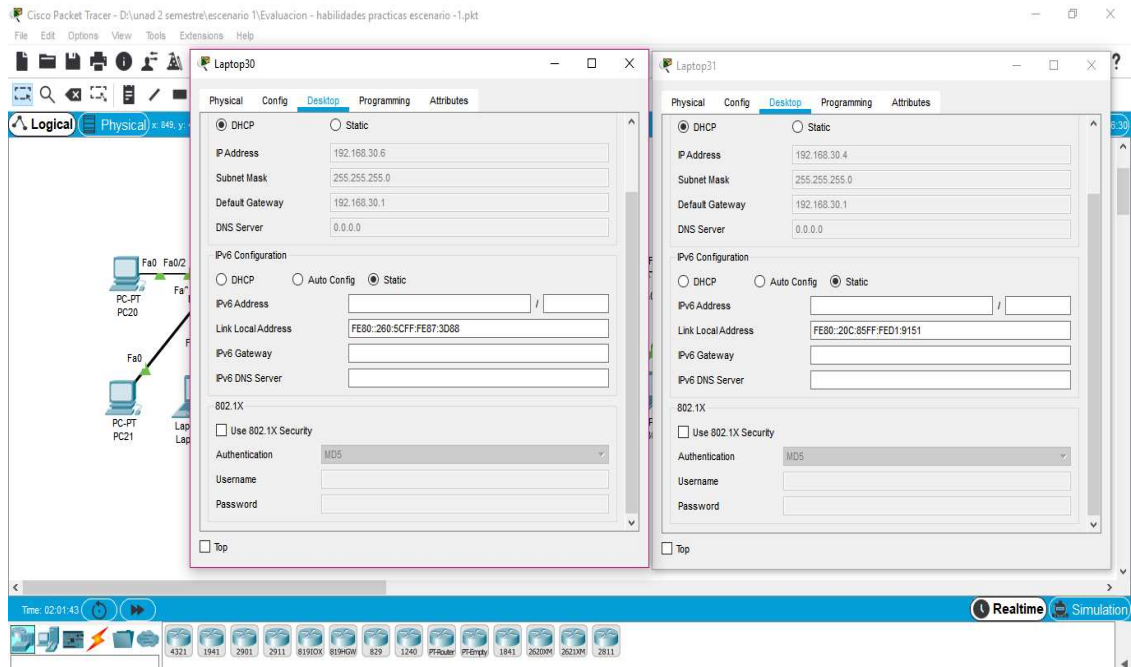 Cisco Packet Tracer - D:\unad 2 semestre\escenario 1\Evaluacion - habilidades practicas escenario -1.pkt
File Edit Options View Tools Extensions Help
Logical
Physical
x: 849, y:
Laptop30
Physical Config Desktop Programming Attributes
DHCP Static
IP Address 192.168.30.6
Subnet Mask 255.255.255.0
Default Gateway 192.168.30.1
DNS Server 0.0.0.0
IPv6 Configuration
DHCP Auto Config Static
IPv6 Address /
Link Local Address FE80::260:5CFF:FE87:3D88
IPv6 Gateway
IPv6 DNS Server
802.1X
Use 802.1X Security
Authentication MD5
Username
Password
Top
Laptop31
Physical Config Desktop Programming Attributes
DHCP Static
IP Address 192.168.30.4
Subnet Mask 255.255.255.0
Default Gateway 192.168.30.1
DNS Server 0.0.0.0
IPv6 Configuration
DHCP Auto Config Static
IPv6 Address /
Link Local Address FE80::20C:85FF:FED1:9151
IPv6 Gateway
IPv6 DNS Server
802.1X
Use 802.1X Security
Authentication MD5
Username
Password
Top
Fa0 Fa0/2
Fa^
PC-PT
PC20
Fa0
PC-PT
PC21
Lap
Lap
Time: 02:01:43
Realtime
Simulation
4321 1941 2901 2911 819IOX 819HGW 829 1240 PT-Router PT-Empty 1841 2620XM 2621XM 2811